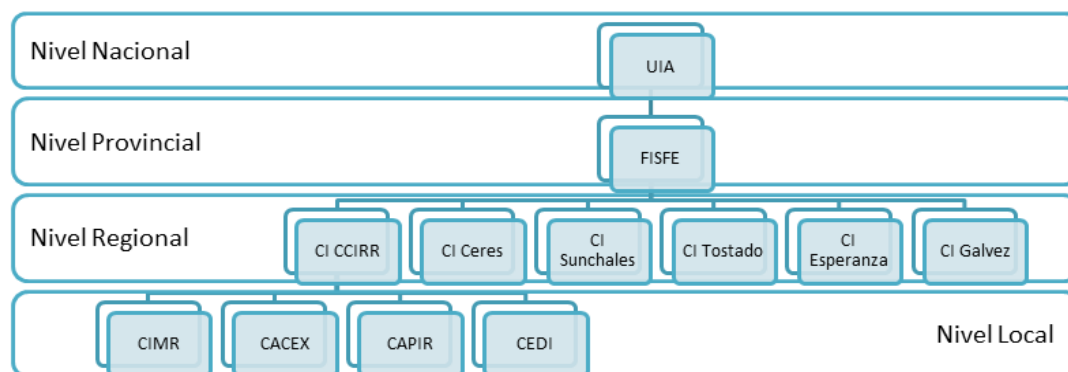 Nivel Nacional
UIA
Nivel Provincial
FISFE
Nivel Regional
CI CCIRR
CI Ceres
CI
Sunchales
CI Tostado
CI
Esperanza
CI Galvez
CIMR
CACEX
CAPIR
CEDI
Nivel Local